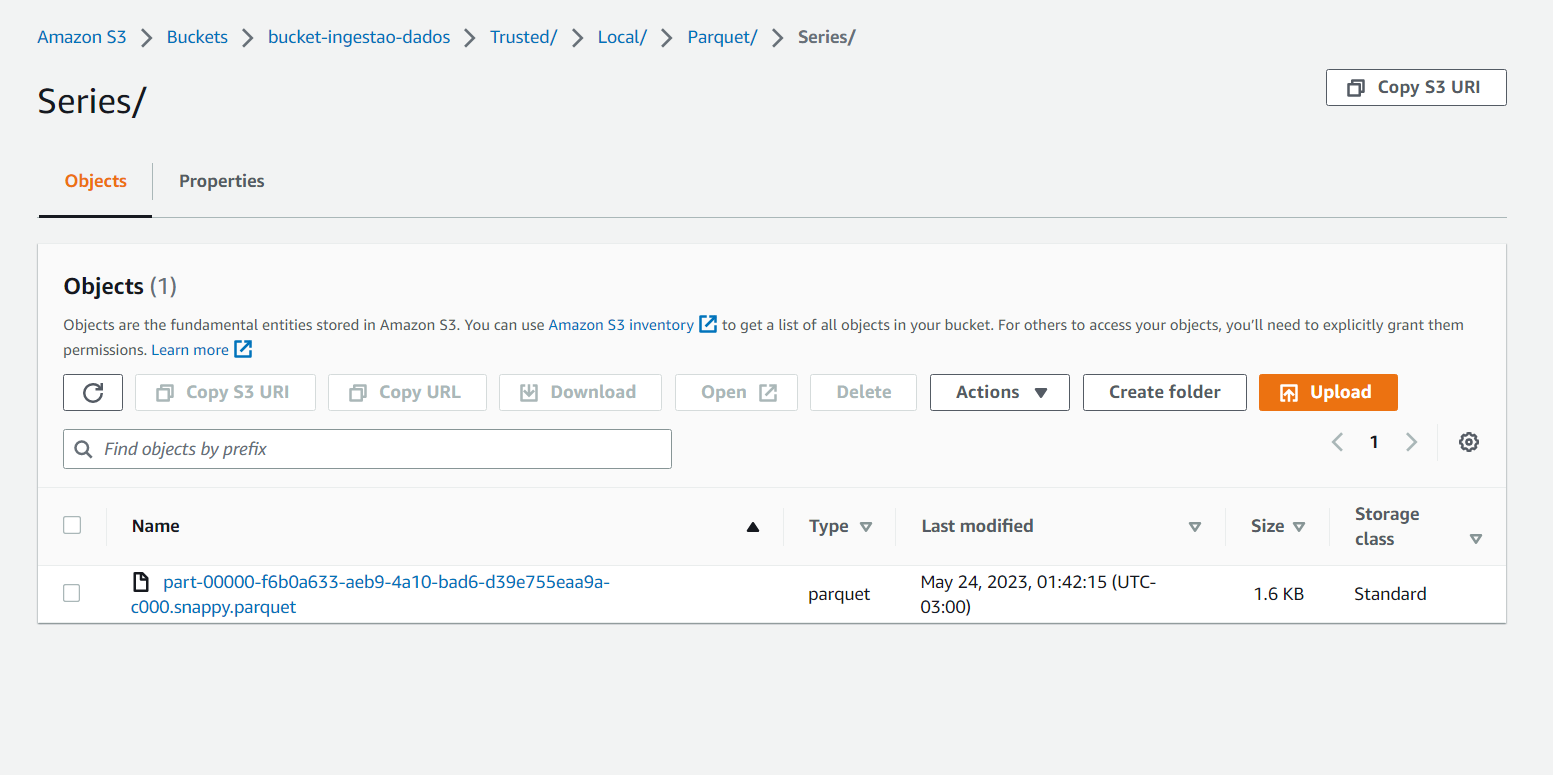 Amazon S3 > Buckets > bucket-ingestao-dados > Trusted/ > Local/ > Parquet/ > Series/
Series/
Copy S3 URI
Objects
Properties
Objects (1)
Objects are the fundamental entities stored in Amazon S3. You can use Amazon S3 inventory to get a list of all objects in your bucket. For others to access your objects, you'll need to explicitly grant them
permissions. Learn more
Copy S3 URI Copy URL Download Open Delete Actions Create folder Upload
Find objects by prefix
1
Name Type Last modified Size Storage
class
part-00000-f6b0a633-aeb9-4a10-bad6-d39e755eaa9a-
c000.snappy.parquet
parquet
May 24, 2023, 01:42:15 (UTC-
03:00)
1.6 KB
Standard